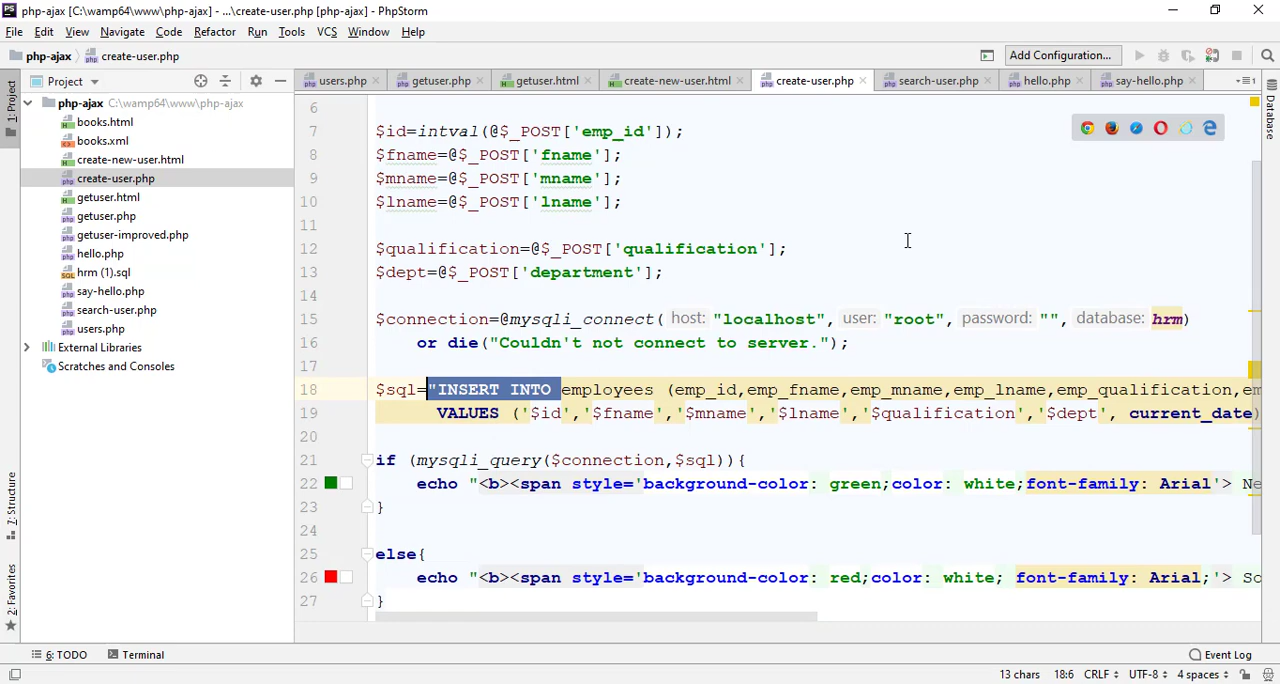 php-ajax [C:\wamp64\www\php-ajax] - ...\create-user.php [php-ajax] - PhpStorm
File Edit View Navigate Code Refactor Run Tools VCS Window Help
php-ajax create-user.php Add Configuration...
Project users.php getuser.php getuser.html create-new-user.html create-user.php search-user.php hello.php say-hello.php
1: Project
Database
php-ajax C:\wamp64\www\php-ajax
books.html
books.xml
create-new-user.html
create-user.php
getuser.html
getuser.php
getuser-improved.php
hello.php
hrm (1).sql
say-hello.php
search-user.php
users.php
External Libraries
Scratches and Consoles
Z: Structure
2: Favorites
6
7 $id=intval(@$_POST['emp_id']);
8 $fname=@$_POST['fname'];
9 $mname=@$_POST['mname'];
10 $lname=@$_POST['lname'];
11
12 $qualification=@$_POST['qualification'];
13 $dept=@$_POST['department'];
14
15 $connection=@mysqli_connect( host: "localhost", user: "root", password: "", database: hrm)
16 or die("Couldn't not connect to server.");
17
18 $sql="INSERT INTO employees (emp_id,emp_fname,emp_mname,emp_lname,emp_qualification,em
19 VALUES ('$id','$fname','$mname','$lname','$qualification','$dept', current_date)
20
21 if (mysqli_query($connection,$sql)){
22 echo "<b><span style='background-color: green;color: white;font-family: Arial'> Ne
23 }
24
25 else{
26 echo "<b><span style='background-color: red;color: white; font-family: Arial;'> So
27 }
6: TODO Terminal Event Log
13 chars 18:6 CRLF UTF-8 4 spaces